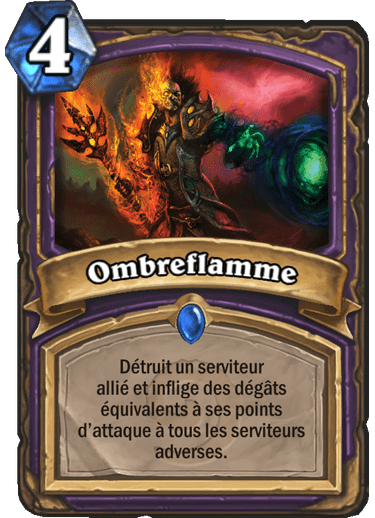 4
Ombreflamme
Détruit un serviteur
allié et inflige des dégâts
équivalents à ses points
d'attaque à tous les serviteurs
adverses.